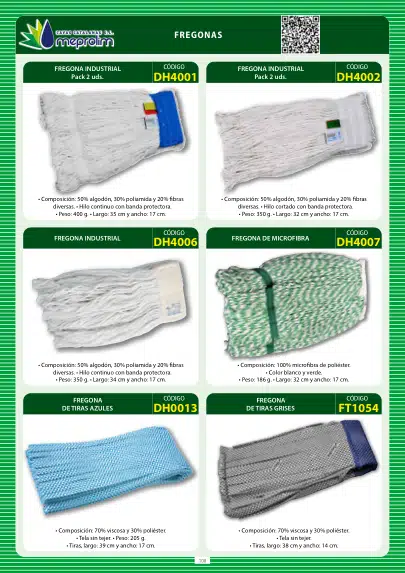 CAYRE CATALANAS S.L.
meprolim
FREGONAS
FREGONA INDUSTRIAL
Pack 2 uds.
CÓDIGO
DH4001
• Composición: 50% algodón, 30% poliamida y 20% fibras
diversas. • Hilo continuo con banda protectora.
• Peso: 400 g. • Largo: 35 cm y ancho: 17 cm.
FREGONA INDUSTRIAL
Pack 2 uds.
CÓDIGO
DH4002
• Composición: 50% algodón, 30% poliamida y 20% fibras
diversas. • Hilo cortado con banda protectora.
• Peso: 350 g. • Largo: 32 cm y ancho: 17 cm.
FREGONA INDUSTRIAL
CÓDIGO
DH4006
• Composición: 50% algodón, 30% poliamida y 20% fibras
diversas. • Hilo continuo con banda protectora.
• Peso: 350 g. • Largo: 34 cm y ancho: 17 cm.
FREGONA DE MICROFIBRA
CÓDIGO
DH4007
• Composición: 100% microfibra de poliéster.
• Color blanco y verde.
• Peso: 186 g. • Largo: 32 cm y ancho: 17 cm.
FREGONA
DE TIRAS AZULES
CÓDIGO
DH0013
• Composición: 70% viscosa y 30% poliéster.
• Tela sin tejer. • Peso: 205 g.
• Tiras, largo: 39 cm y ancho: 17 cm.
FREGONA
DE TIRAS GRISES
CÓDIGO
FT1054
• Composición: 70% viscosa y 30% poliéster.
• Tela sin tejer.
• Tiras, largo: 38 cm y ancho: 14 cm.